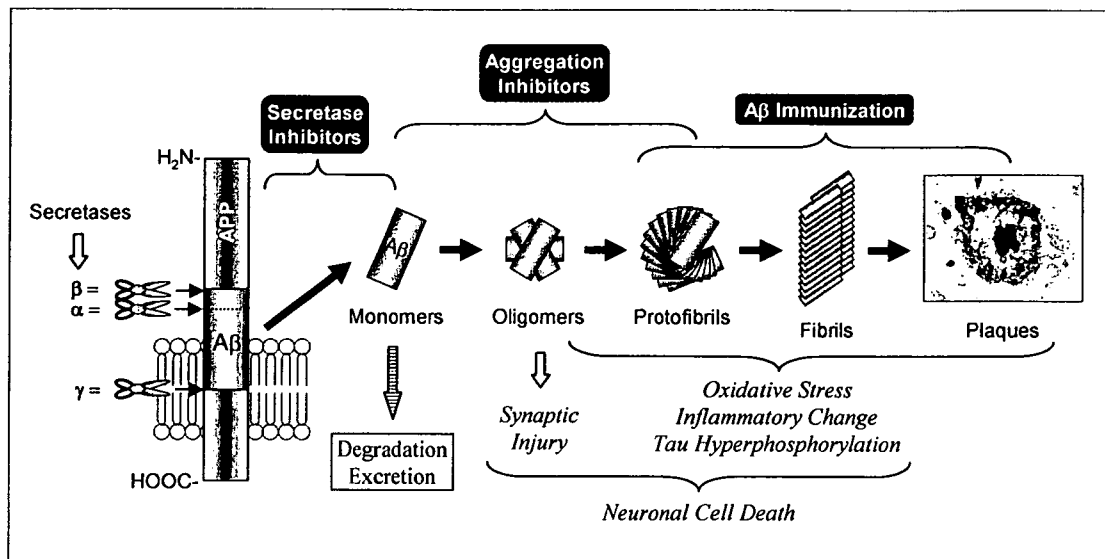 Aggregation
Inhibitors
Secretase
Inhibitors
Aβ Immunization
H₂N-
Secretases
APP
β =
α =
Aβ
γ =
HOOC-
Aβ
Monomers
Oligomers
Protofibrils
Fibrils
Plaques
Degradation
Excretion
Synaptic
Injury
Oxidative Stress
Inflammatory Change
Tau Hyperphosphorylation
Neuronal Cell Death